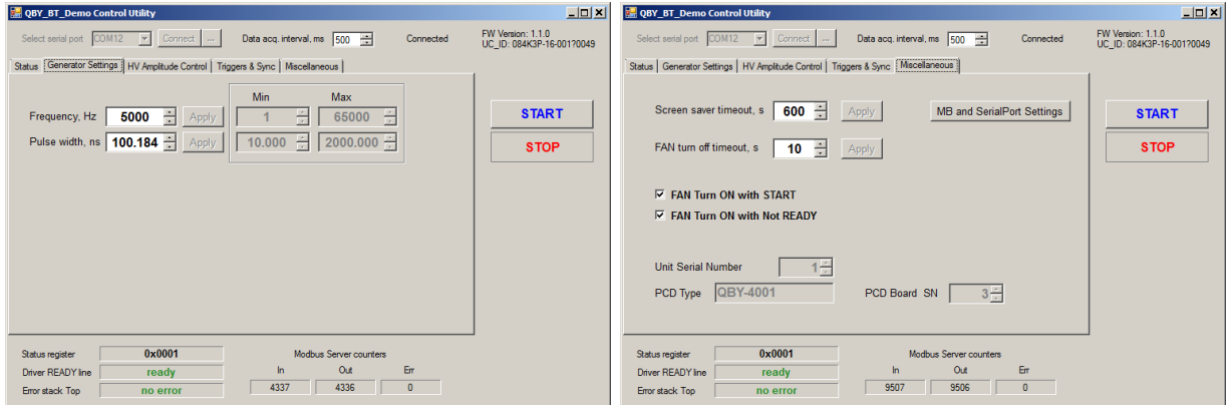 QBY_BT_Demo Control Utility
Select serial port COM12 Connect ... Data acq. interval, ms 500 Connected FW Version: 1.1.0
UC_ID: 084K3P-16-00170049
Status Generator Settings HV Amplitude Control Triggers & Sync Miscellaneous
Min Max
Frequency, Hz 5000 Apply 1 65000 START
Pulse width, ns 100.184 Apply 10.000 2000.000 STOP
Status register 0x0001 Modbus Server counters
Driver READY line ready In Out Err
Error stack Top no error 4337 4336 0
QBY_BT_Demo Control Utility
Select serial port COM12 Connect ... Data acq. interval, ms 500 Connected FW Version: 1.1.0
UC_ID: 084K3P-16-00170049
Status Generator Settings HV Amplitude Control Triggers & Sync Miscellaneous
Screen saver timeout, s 600 Apply MB and SerialPort Settings START
FAN turn off timeout, s 10 Apply STOP
FAN Turn ON with START
FAN Turn ON with Not READY
Unit Serial Number 1
PCD Type QBY-4001 PCD Board SN 3
Status register 0x0001 Modbus Server counters
Driver READY line ready In Out Err
Error stack Top no error 9507 9506 0